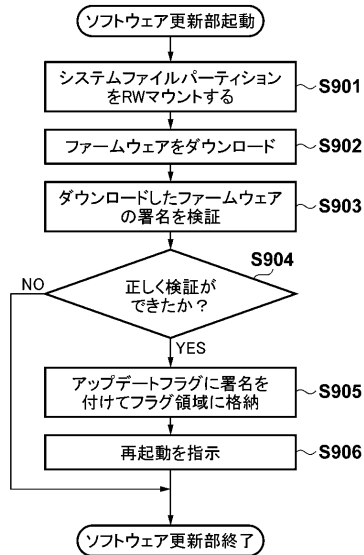 ソフトウェア更新部起動
システムファイルパーティション
をRWマウントする
S901
ファームウェアをダウンロード
S902
ダウンロードしたファームウェア
の署名を検証
S903
S904
正しく検証が
できたか？
NO
YES
アップデートフラグに署名を
付けてフラグ領域に格納
S905
再起動を指示
S906
ソフトウェア更新部終了